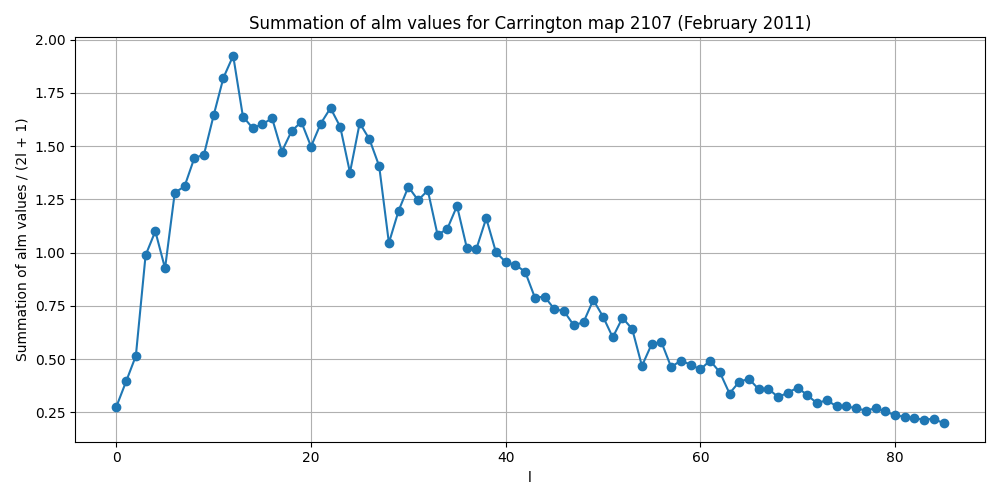 Summation of alm values for Carrington map 2107 (February 2011)
Summation of alm values / (2l + 1)
2.00
1.75
1.50
1.25
1.00
0.75
0.50
0.25
0 20 40 60 80
l